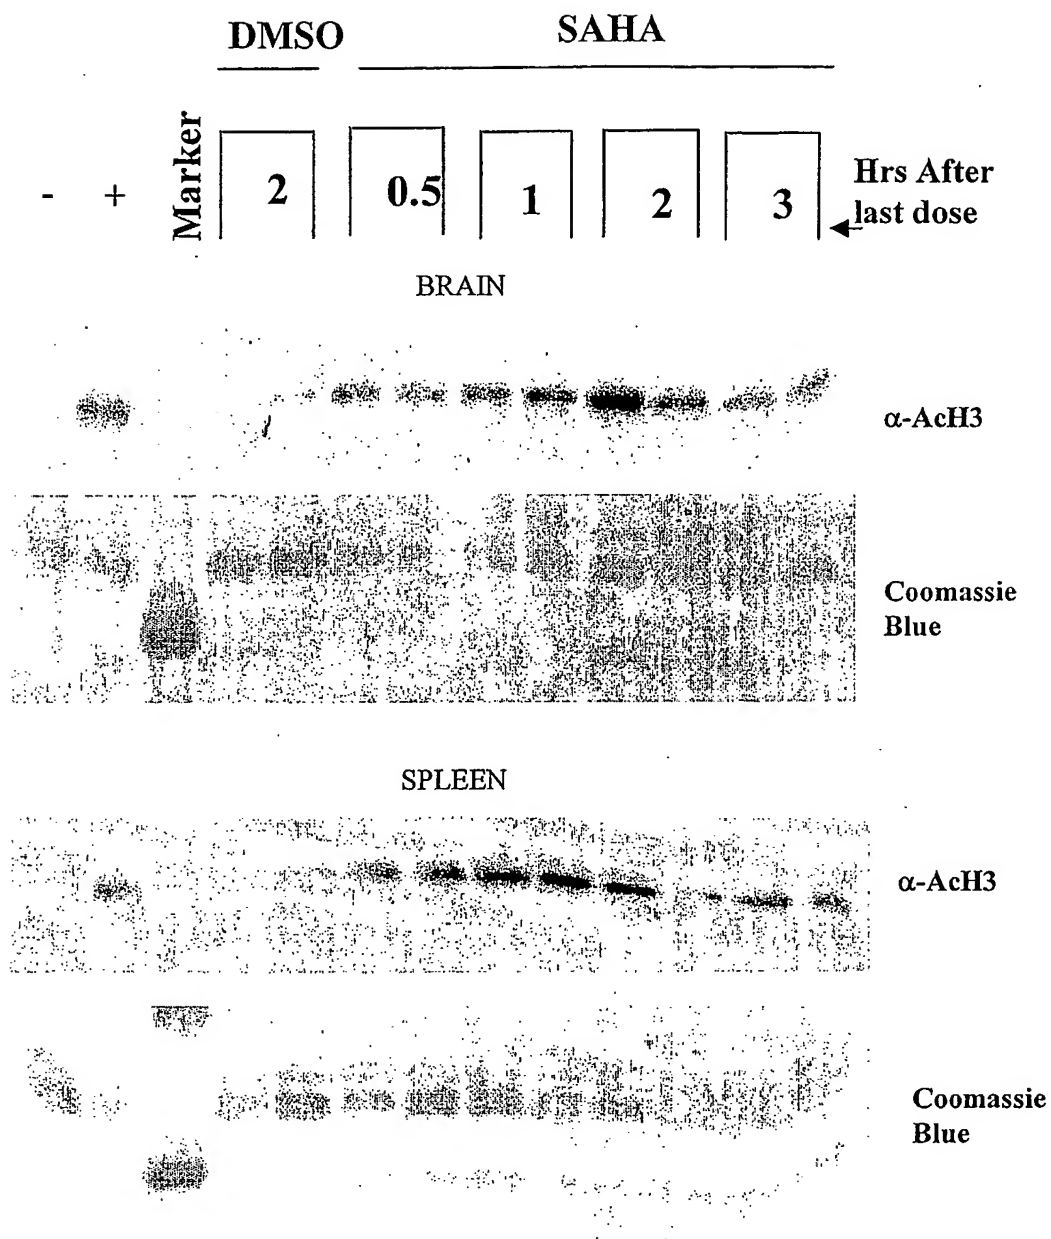 DMSO SAHA
- + Marker 2 0.5 1 2 3 Hrs After
last dose
BRAIN
α-AcH3
Coomassie
Blue
SPLEEN
α-AcH3
Coomassie
Blue